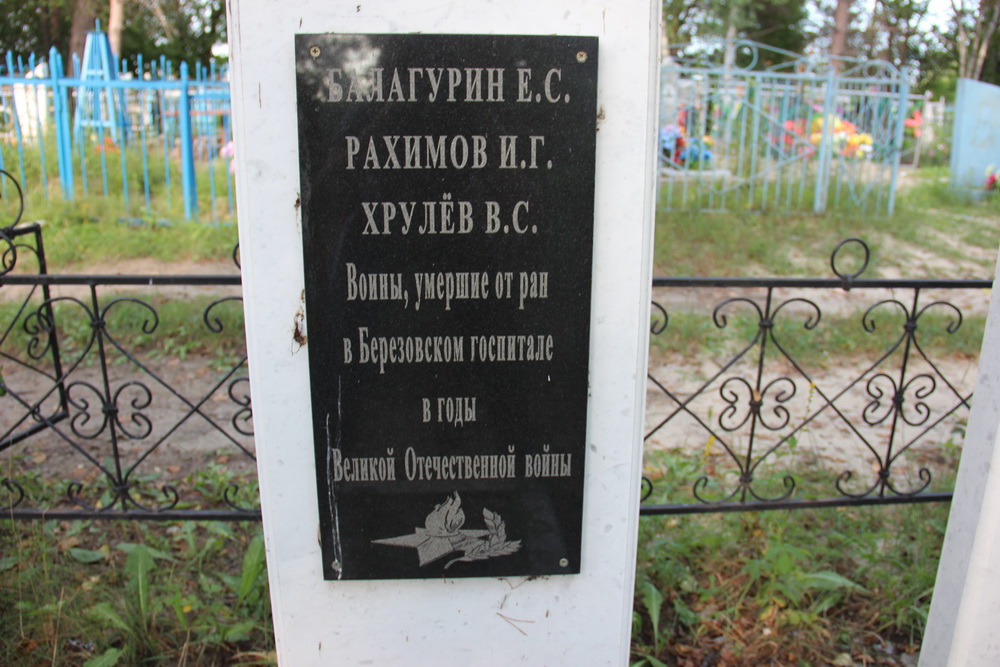 БАЛАГУРИН Е.С.
РАХИМОВ И.Г.
ХРУЛЁВ В.С.
Воины, умершие от ран
в Березовском госпитале
в годы
Великой Отечественной войны